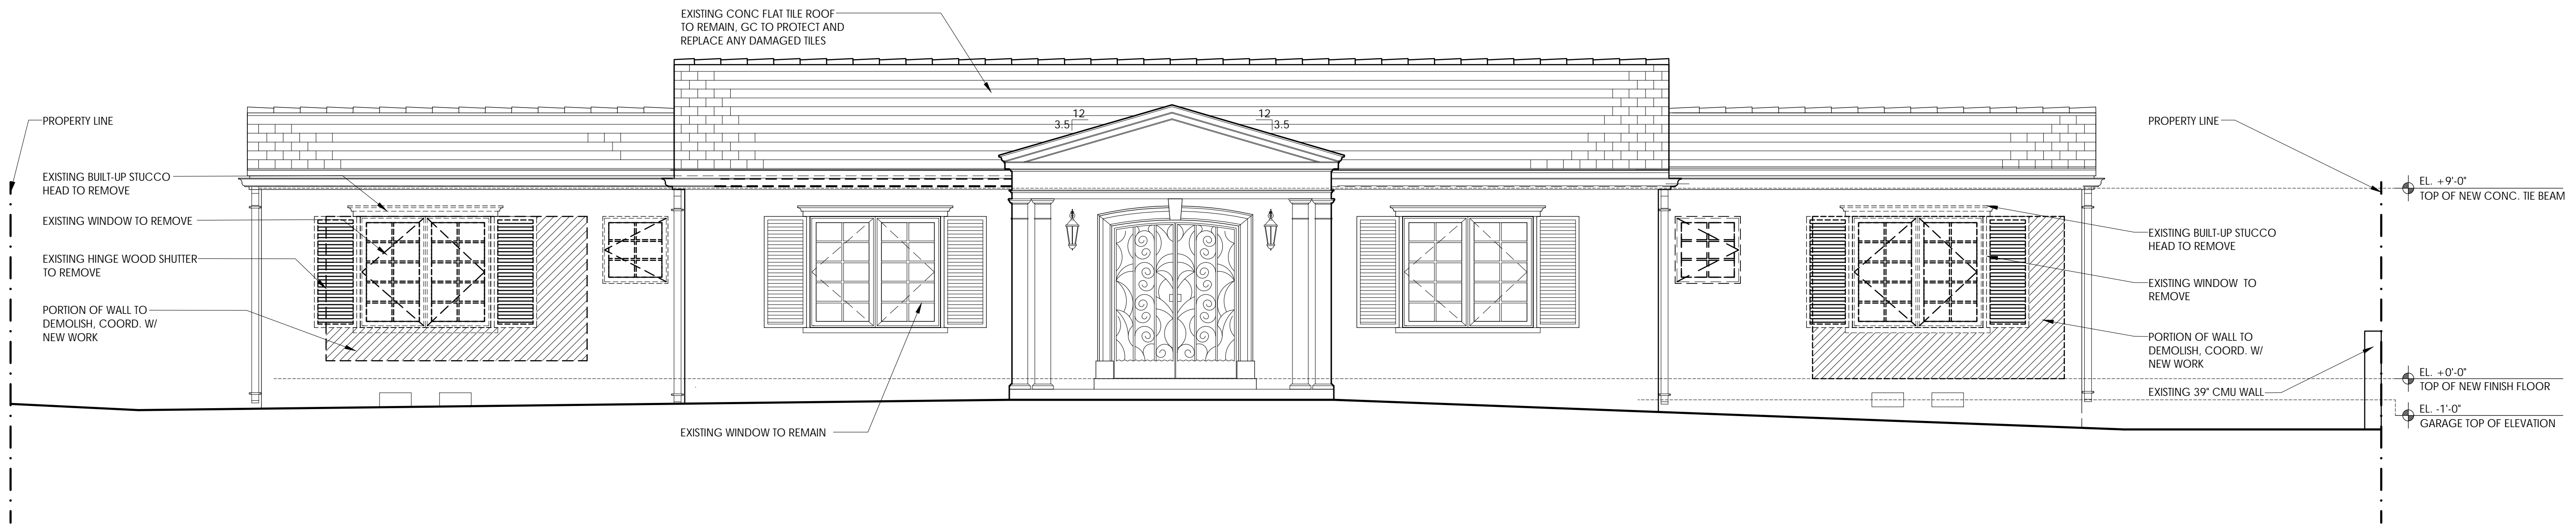 EXISTING CONC FLAT TILE ROOF
TO REMAIN, GC TO PROTECT AND
REPLACE ANY DAMAGED TILES
12
3.5
12
3.5
PROPERTY LINE
EXISTING BUILT-UP STUCCO
HEAD TO REMOVE
EXISTING WINDOW TO REMOVE
EXISTING HINGE WOOD SHUTTER
TO REMOVE
PORTION OF WALL TO
DEMOLISH, COORD. W/
NEW WORK
EXISTING WINDOW TO REMAIN
PROPERTY LINE
EL. +9'-0"
TOP OF NEW CONC. TIE BEAM
EXISTING BUILT-UP STUCCO
HEAD TO REMOVE
EXISTING WINDOW TO
REMOVE
PORTION OF WALL TO
DEMOLISH, COORD. W/
NEW WORK
EXISTING 39" CMU WALL
EL. +0'-0"
TOP OF NEW FINISH FLOOR
EL. -1'-0"
GARAGE TOP OF ELEVATION